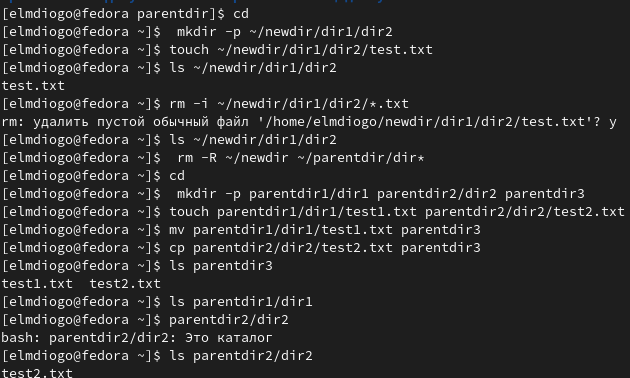 [elmdiogo@fedora parentdir]$ cd
[elmdiogo@fedora ~]$  mkdir -p ~/newdir/dir1/dir2
[elmdiogo@fedora ~]$ touch ~/newdir/dir1/dir2/test.txt
[elmdiogo@fedora ~]$ ls ~/newdir/dir1/dir2
test.txt
[elmdiogo@fedora ~]$ rm -i ~/newdir/dir1/dir2/*.txt
rm: удалить пустой обычный файл '/home/elmdiogo/newdir/dir1/dir2/test.txt'? y
[elmdiogo@fedora ~]$ ls ~/newdir/dir1/dir2
[elmdiogo@fedora ~]$  rm -R ~/newdir ~/parentdir/dir*
[elmdiogo@fedora ~]$ cd
[elmdiogo@fedora ~]$  mkdir -p parentdir1/dir1 parentdir2/dir2 parentdir3
[elmdiogo@fedora ~]$ touch parentdir1/dir1/test1.txt parentdir2/dir2/test2.txt
[elmdiogo@fedora ~]$ mv parentdir1/dir1/test1.txt parentdir3
[elmdiogo@fedora ~]$ cp parentdir2/dir2/test2.txt parentdir3
[elmdiogo@fedora ~]$ ls parentdir3
test1.txt  test2.txt
[elmdiogo@fedora ~]$ ls parentdir1/dir1
[elmdiogo@fedora ~]$ parentdir2/dir2
bash: parentdir2/dir2: Это каталог
[elmdiogo@fedora ~]$ ls parentdir2/dir2
test2.txt